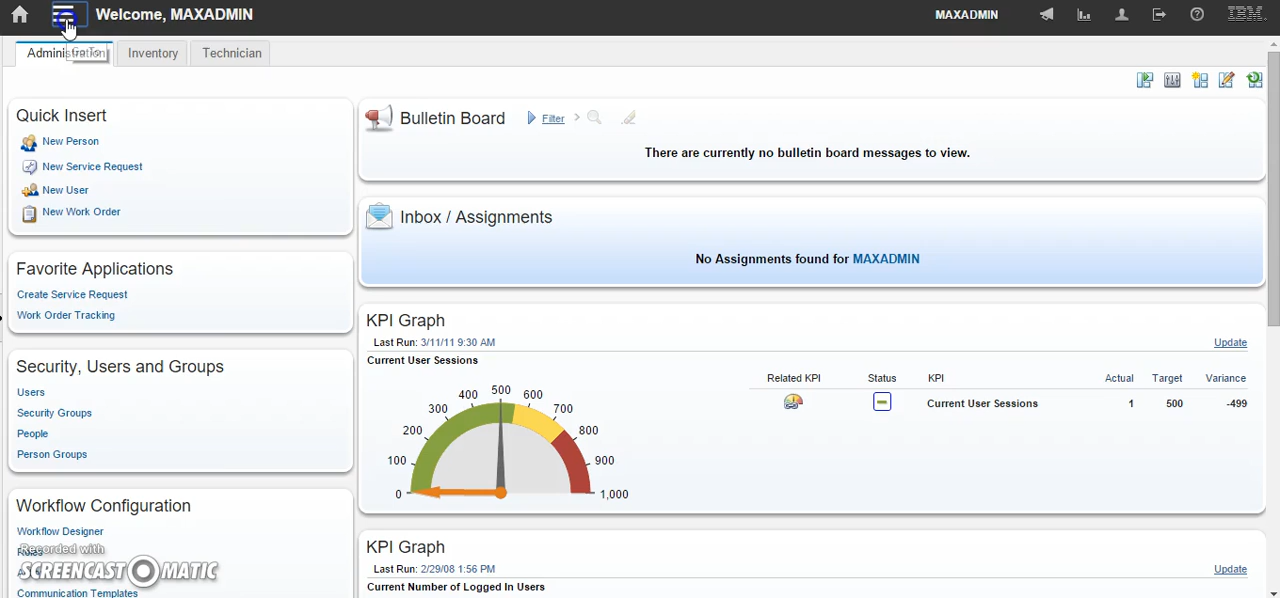 Welcome, MAXADMIN
MAXADMIN
IBM.
Administration
Go To
Inventory
Technician
Quick Insert
New Person
New Service Request
New User
New Work Order
Favorite Applications
Create Service Request
Work Order Tracking
Security, Users and Groups
Users
Security Groups
People
Person Groups
Workflow Configuration
Workflow Designer
Roles
Communication Templates
Recorded with
SCREENCAST-O-MATIC
Bulletin Board
Filter >
There are currently no bulletin board messages to view.
Inbox / Assignments
No Assignments found for MAXADMIN
KPI Graph
Last Run: 3/11/11 9:30 AM
Update
Current User Sessions
0 100 200 300 400 500 600 700 800 900 1,000
Related KPI Status KPI Actual Target Variance
Current User Sessions 1 500 -499
KPI Graph
Last Run: 2/29/08 1:56 PM
Update
Current Number of Logged In Users